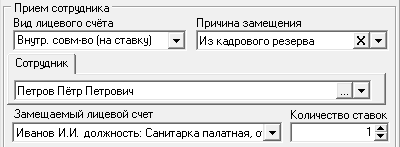 Прием сотрудника
Вид лицевого счёта Причина замещения
Внутр. совм-во (на ставку) Из кадрового резерва
Сотрудник
Петров Пётр Петрович ...
Замещаемый лицевой счет Количество ставок
Иванов И.И. должность: Санитарка палатная, о 1